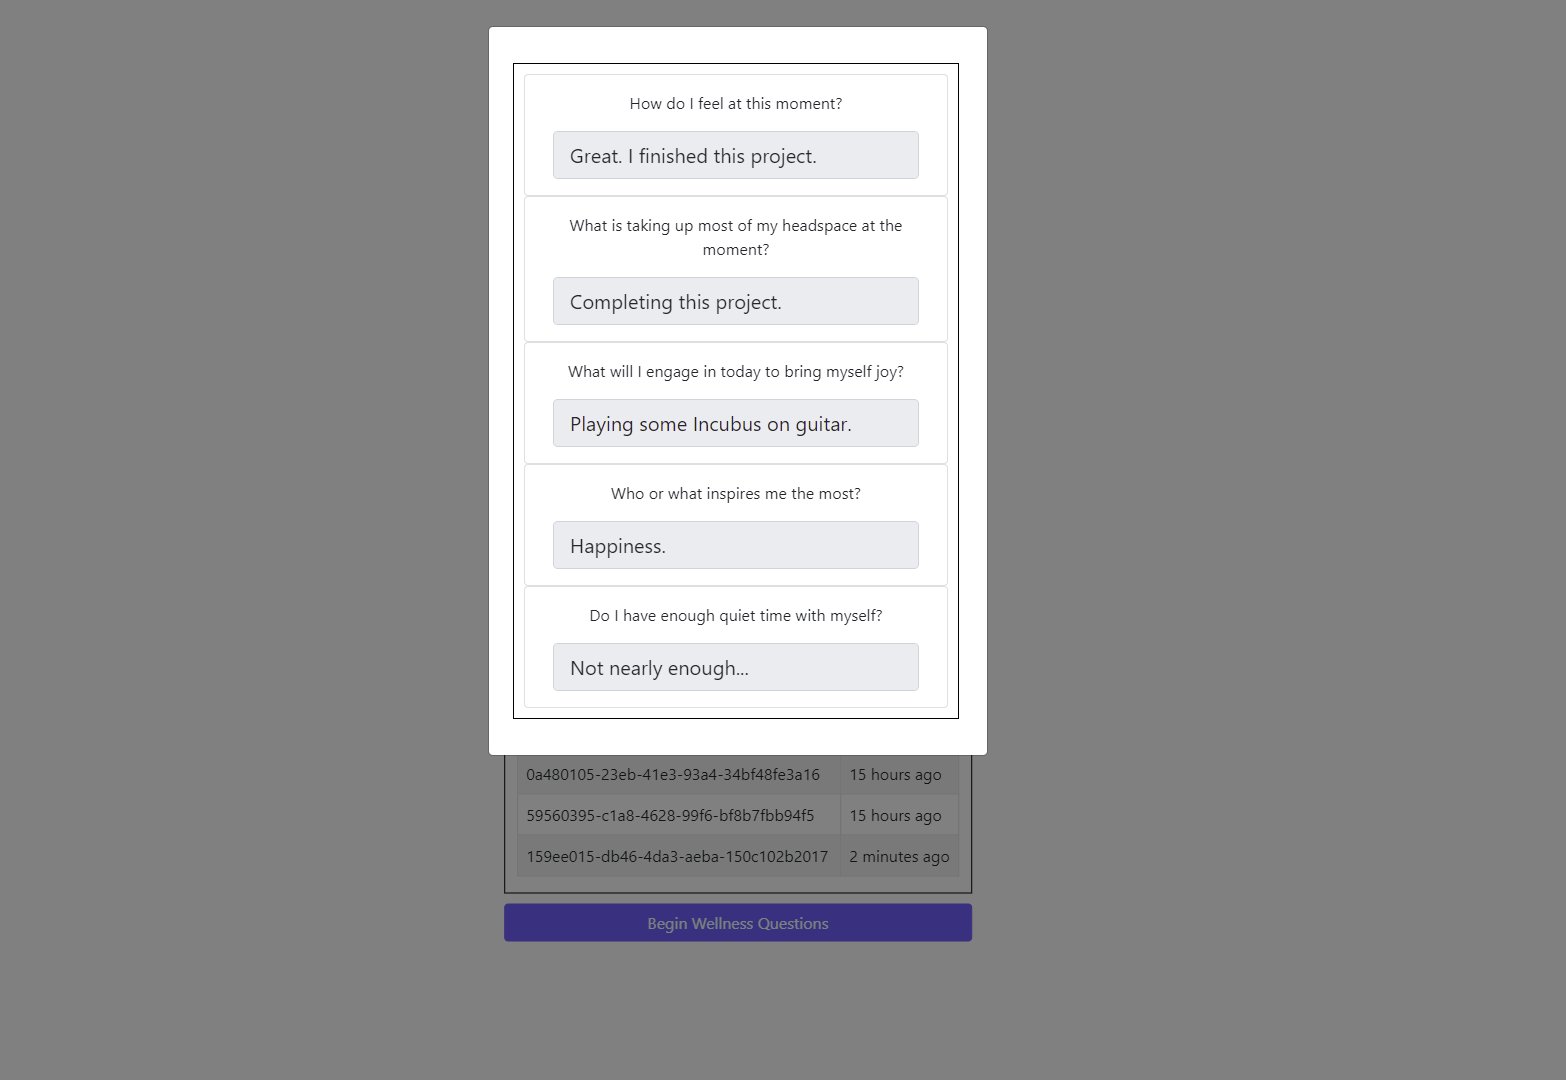 How do I feel at this moment?
Great. I finished this project.
What is taking up most of my headspace at the
moment?
Completing this project.
What will I engage in today to bring myself joy?
Playing some Incubus on guitar.
Who or what inspires me the most?
Happiness.
Do I have enough quiet time with myself?
Not nearly enough...
0a480105-23eb-41e3-93a4-34bf48fe3a16 15 hours ago
59560395-c1a8-4628-99f6-bf8b7fbb94f5 15 hours ago
159ee015-db46-4da3-aeba-150c102b2017 2 minutes ago
Begin Wellness Questions